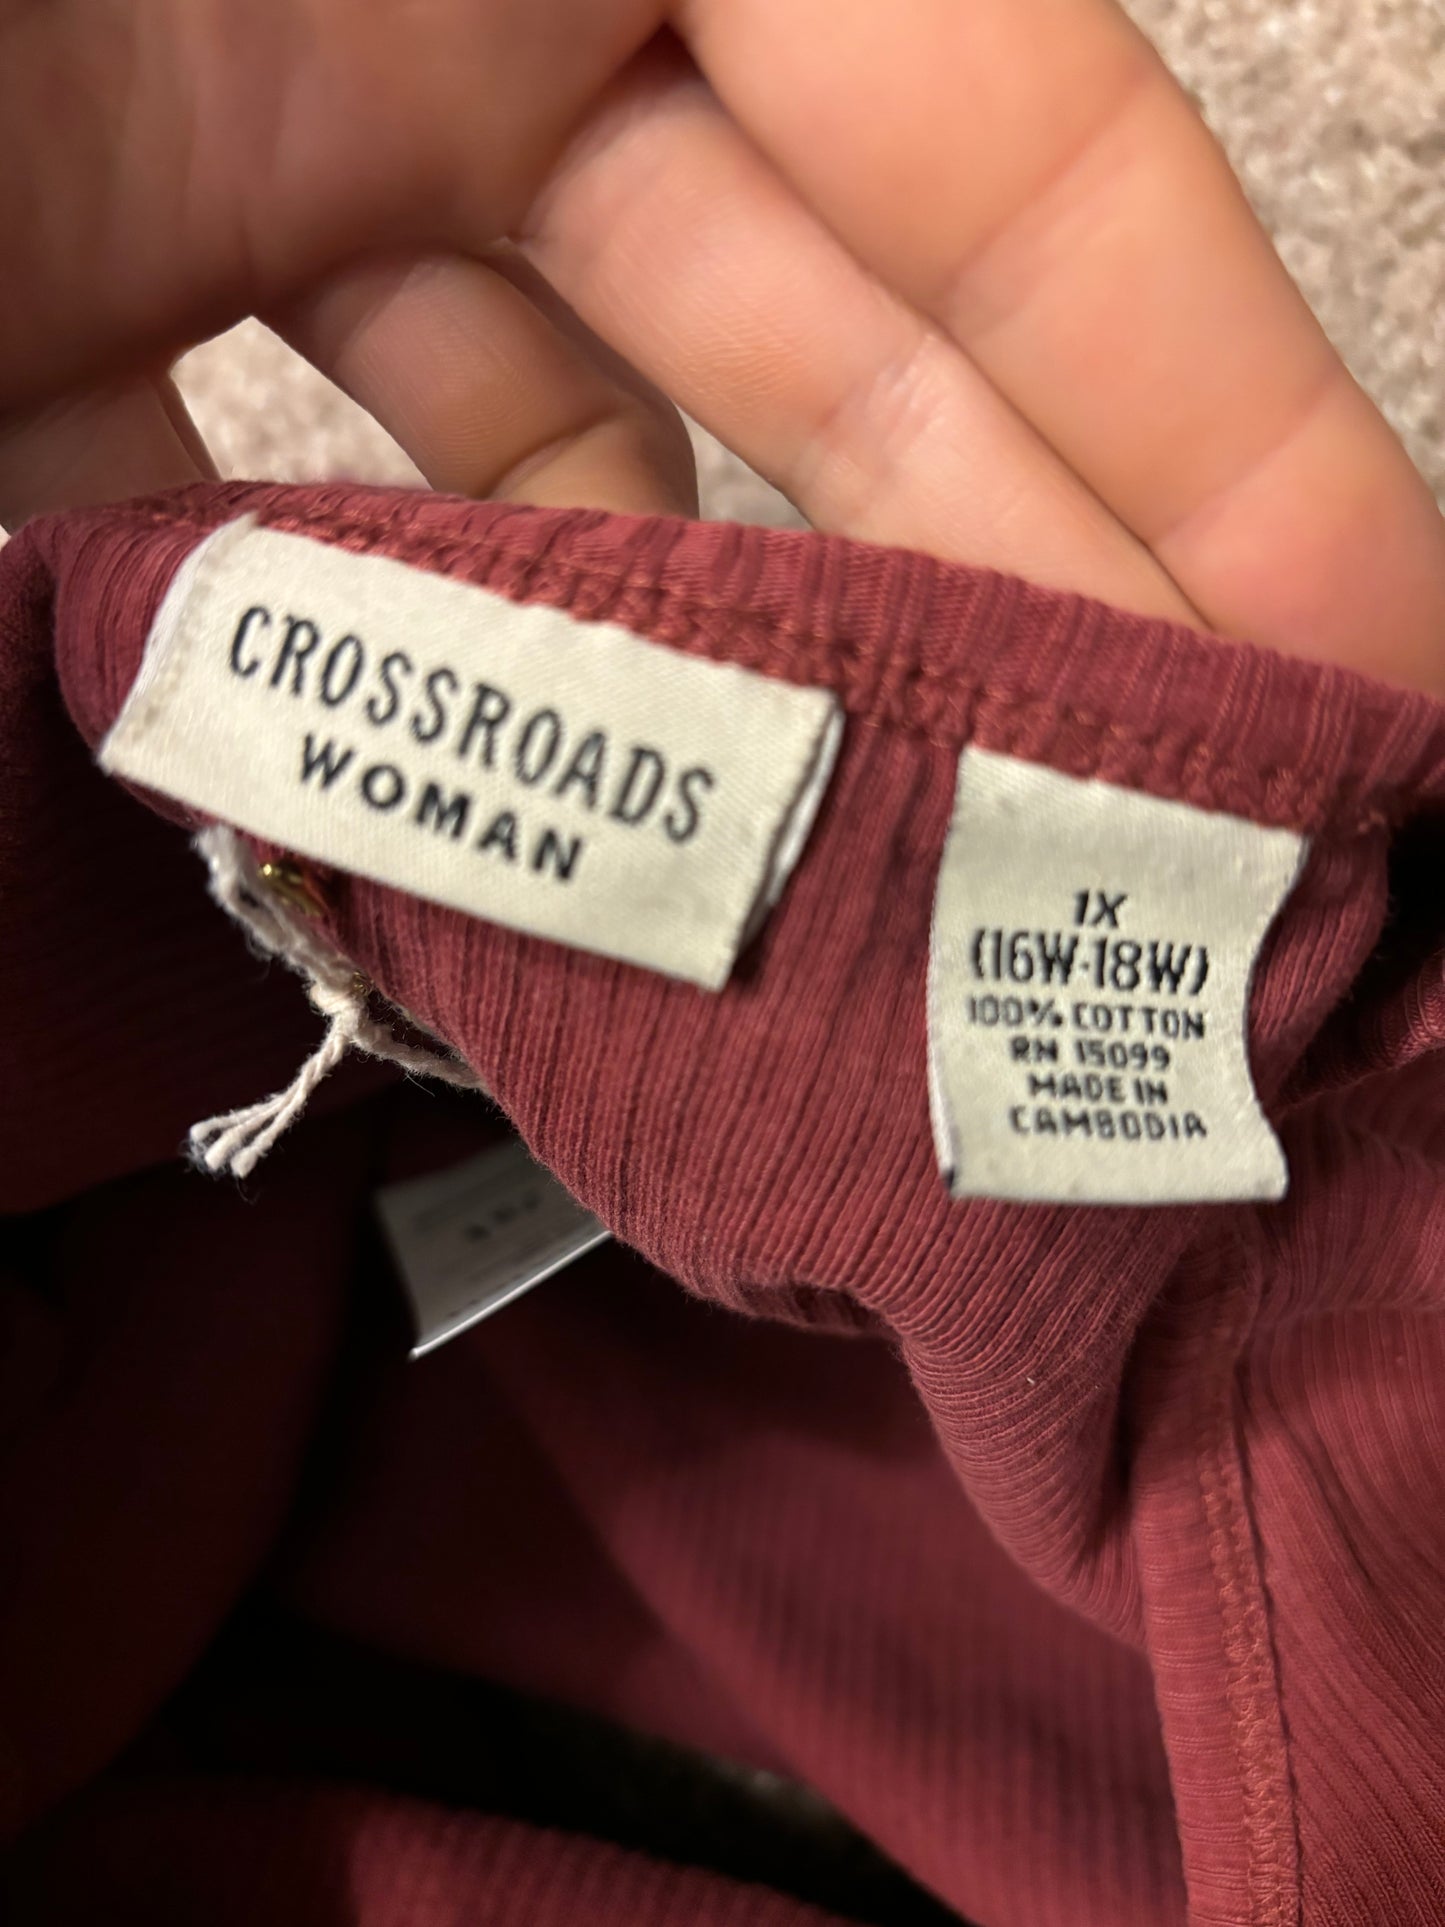 CROSSROADS
WOMAN
1X
(16W-18W)
100% COTTON
RN 15099
MADE IN
CAMBODIA